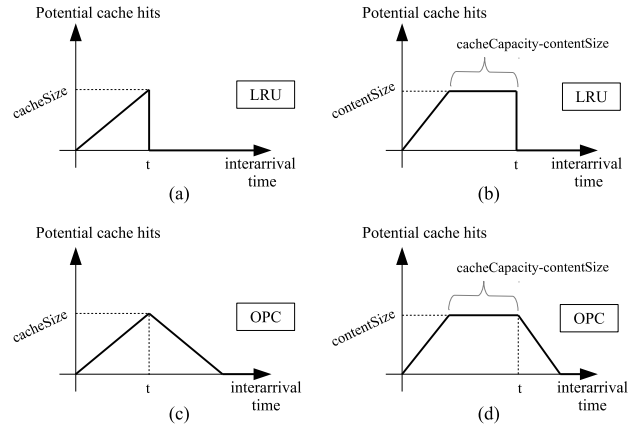 Potential cache hits
cacheSize
LRU
t
interarrival
time
(a)
Potential cache hits
cacheCapacity-contentSize
contentSize
LRU
t
interarrival
time
(b)
Potential cache hits
cacheSize
OPC
t
interarrival
time
(c)
Potential cache hits
cacheCapacity-contentSize
contentSize
OPC
t
interarrival
time
(d)